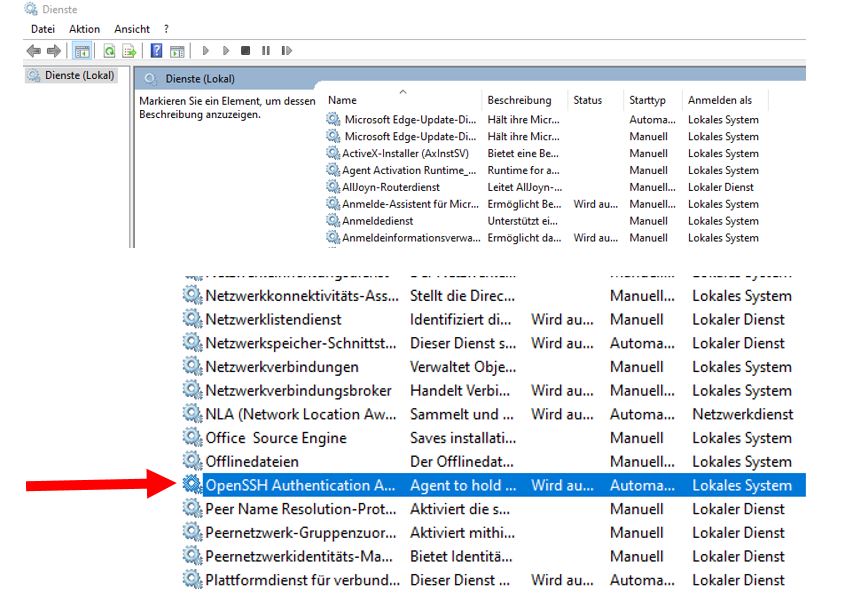 Dienste
Datei Aktion Ansicht ?
Dienste (Lokal)
Dienste (Lokal)
Markieren Sie ein Element, um dessen
Beschreibung anzuzeigen.
Name Beschreibung Status Starttyp Anmelden als
Microsoft Edge-Update-Di... Hält ihre Micr... Automa... Lokales System
Microsoft Edge-Update-Di... Hält ihre Micr... Manuell Lokales System
ActiveX-Installer (AxInstSV) Bietet eine Be... Manuell Lokales System
Agent Activation Runtime_... Runtime for a... Manuell Lokales System
AllJoyn-Routerdienst Leitet AllJoyn-... Manuell... Lokaler Dienst
Anmelde-Assistent für Micr... Ermöglicht Be... Wird au... Manuell... Lokales System
Anmeldedienst Unterstützt ei... Manuell Lokales System
Anmeldeinformationsverwa... Ermöglicht da... Wird au... Manuell Lokales System
Netzwerkkonnektivitäts-Ass... Stellt die Direc... Manuell... Lokales System
Netzwerklistendienst Identifiziert di... Wird au... Manuell Lokaler Dienst
Netzwerkspeicher-Schnittst... Dieser Dienst s... Wird au... Automa... Lokaler Dienst
Netzwerkverbindungen Verwaltet Obje... Manuell Lokales System
Netzwerkverbindungsbroker Handelt Verbi... Wird au... Manuell... Lokales System
NLA (Network Location Aw... Sammelt und ... Wird au... Automa... Netzwerkdienst
Office Source Engine Saves installati... Manuell Lokales System
Offlinedateien Der Offlinedat... Manuell... Lokales System
OpenSSH Authentication A... Agent to hold ... Wird au... Automa... Lokales System
Peer Name Resolution-Prot... Aktiviert die s... Manuell Lokaler Dienst
Peernetzwerk-Gruppenzuor... Aktiviert mithi... Manuell Lokaler Dienst
Peernetzwerkidentitäts-Ma... Bietet Identitä... Manuell Lokaler Dienst
Plattformdienst für verbund... Dieser Dienst ... Wird au... Automa... Lokaler Dienst